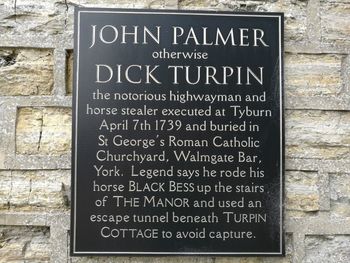 JOHN PALMER
otherwise
DICK TURPIN
the notorious highwayman and
horse stealer executed at Tyburn
April 7th 1739 and buried in
St George's Roman Catholic
Churchyard, Walmgate Bar,
York. Legend says he rode his
horse BLACK BESS up the stairs
of THE MANOR and used an
escape tunnel beneath TURPIN
COTTAGE to avoid capture.